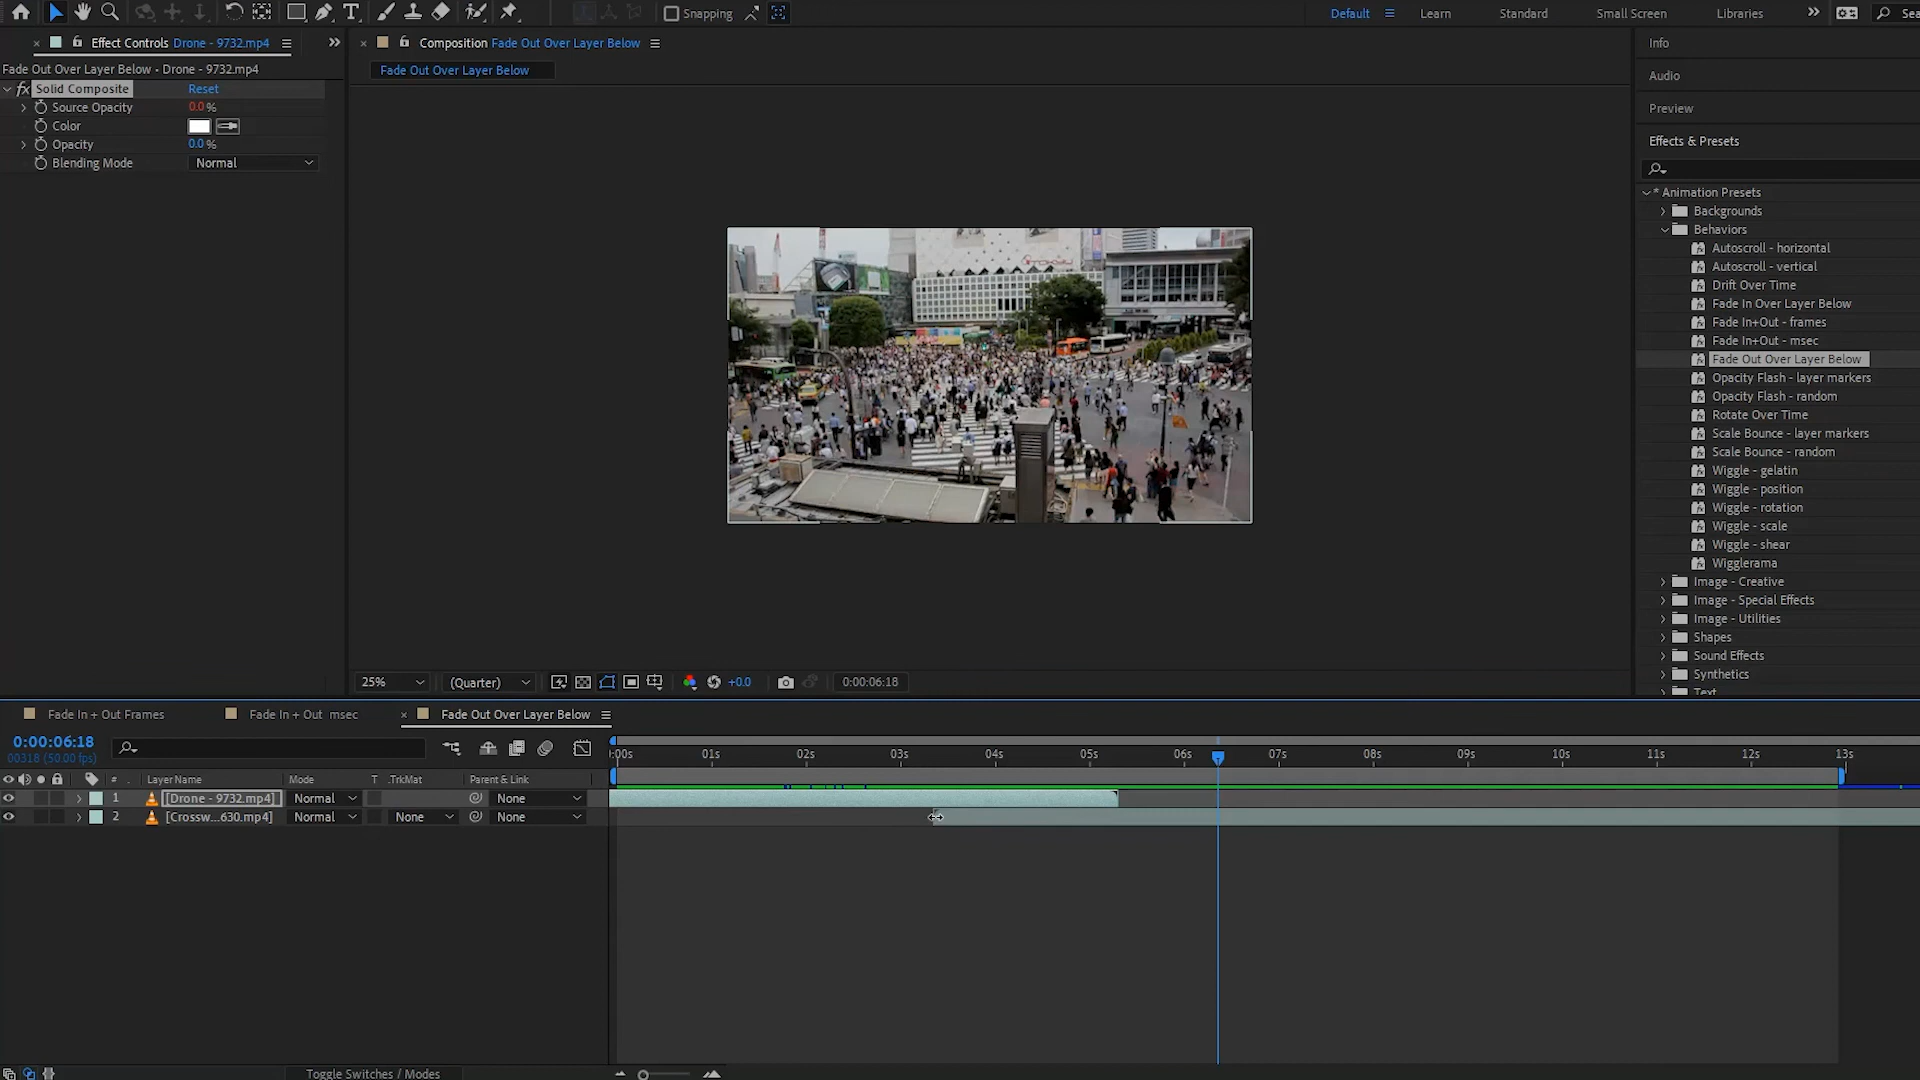 Snapping
Default
Learn
Standard
Small Screen
Libraries
Sea
Effect Controls Drone - 9732.mp4
Composition Fade Out Over Layer Below
Fade Out Over Layer Below
Fade Out Over Layer Below - Drone - 9732.mp4
fx Solid Composite Reset
Source Opacity 0.0 %
Color
Opacity 0.0 %
Blending Mode Normal
Info
Audio
Preview
Effects & Presets
* Animation Presets
Backgrounds
Behaviors
Autoscroll - horizontal
Autoscroll - vertical
Drift Over Time
Fade In Over Layer Below
Fade In+Out - frames
Fade In+Out - msec
Fade Out Over Layer Below
Opacity Flash - layer markers
Opacity Flash - random
Rotate Over Time
Scale Bounce - layer markers
Scale Bounce - random
Wiggle - gelatin
Wiggle - position
Wiggle - rotation
Wiggle - scale
Wiggle - shear
Wigglerama
Image - Creative
Image - Special Effects
Image - Utilities
Shapes
Sound Effects
Synthetics
Text
25% (Quarter) +0.0 0:00:06:18
Fade In + Out Frames
Fade In + Out msec
Fade Out Over Layer Below
0:00:06:18
00318 (50.00 fps)
:00s 01s 02s 03s 04s 05s 06s 07s 08s 09s 10s 11s 12s 13s
# Layer Name Mode T .TrkMat Parent & Link
1 [Drone - 9732.mp4] Normal None
2 [Crossw...630.mp4] Normal None None
Toggle Switches / Modes